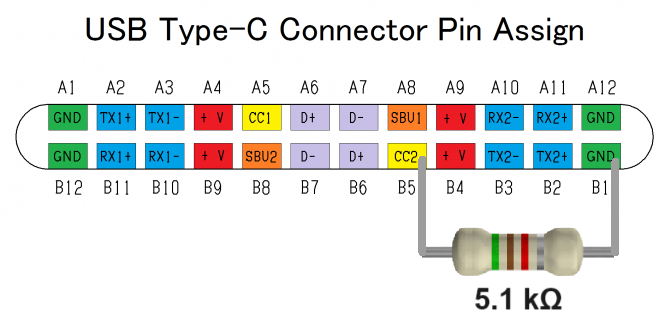 USB Type-C Connector Pin Assign
A1 A2 A3 A4 A5 A6 A7 A8 A9 A10 A11 A12
GND TX1+ TX1- + V CC1 D+ D- SBU1 + V RX2- RX2+ GND
GND RX1+ RX1- + V SBU2 D- D+ CC2 + V TX2- TX2+ GND
B12 B11 B10 B9 B8 B7 B6 B5 B4 B3 B2 B1
5.1 kΩ